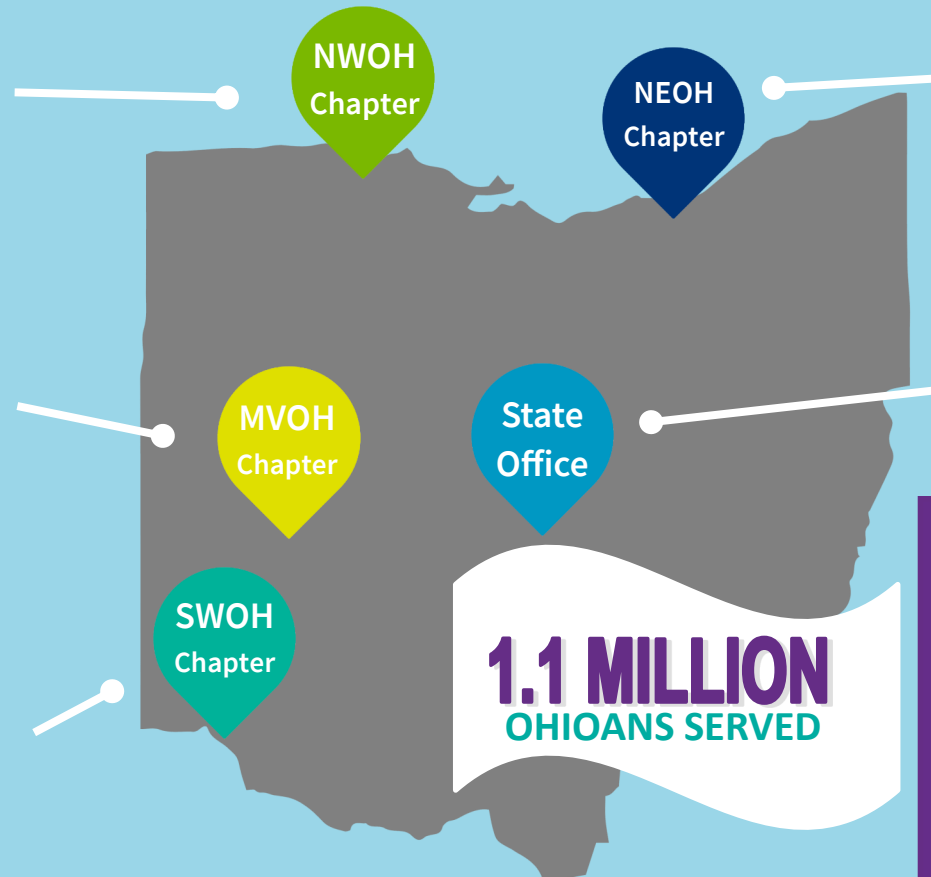 NWOH
Chapter
NEOH
Chapter
MVOH
Chapter
State
Office
SWOH
Chapter
1.1 MILLION
OHIOANS SERVED